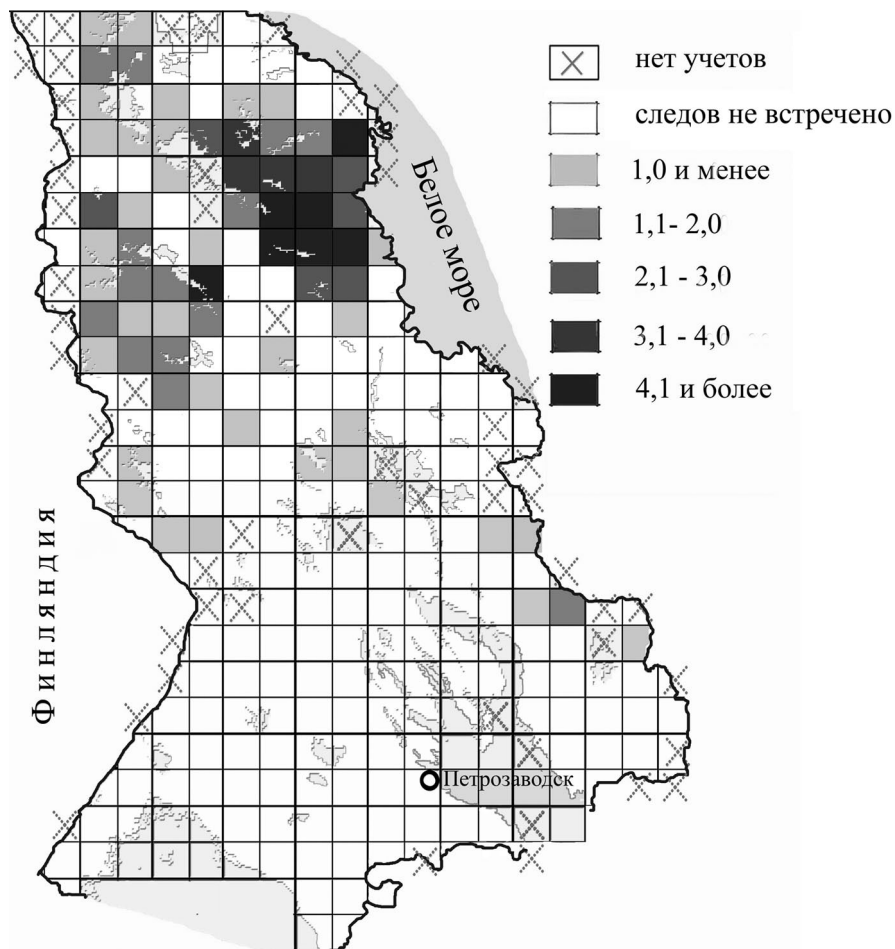 нет учетов
следов не встречено
1,0 и менее
1,1- 2,0
2,1 - 3,0
3,1 - 4,0
4,1 и более
Белое море
Финляндия
Петрозаводск